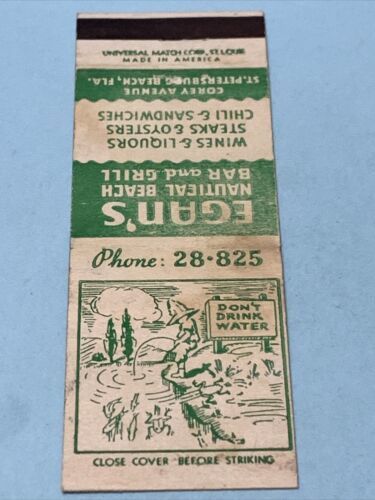 UNIVERSAL MATCH CORP., ST. LOUIS
MADE IN AMERICA
EGAN'S
NAUTICAL BEACH
BAR and GRILL
WINES & LIQUORS
STEAKS & OYSTERS
CHILI & SANDWICHES
COREY AVENUE
ST. PETERSBURG BEACH, FLA.
Phone: 28·825
DON'T
DRINK
WATER
CLOSE COVER BEFORE STRIKING